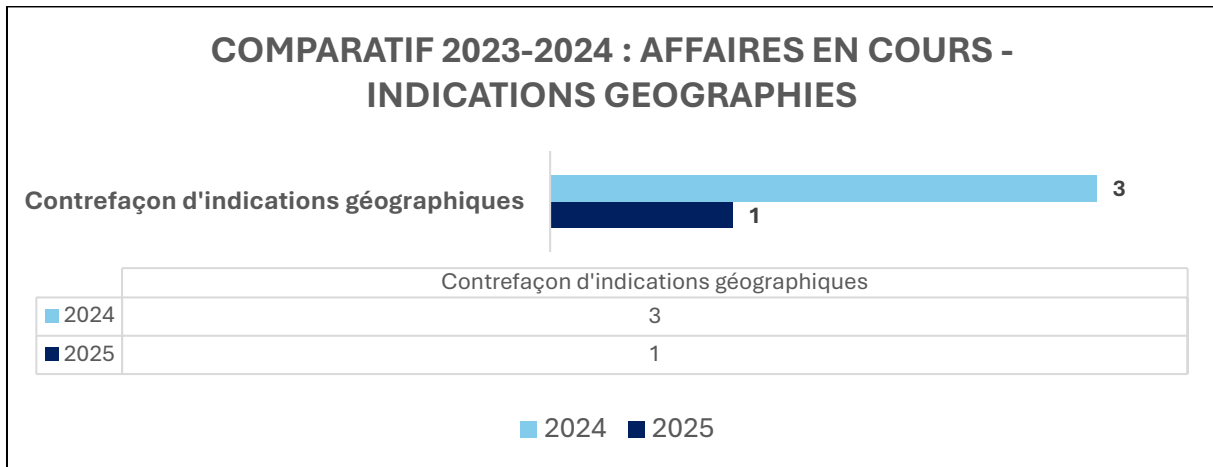 COMPARATIF 2023-2024 : AFFAIRES EN COURS -
INDICATIONS GEOGRAPHIES
Contrefaçon d'indications géographiques
3
1
Contrefaçon d'indications géographiques
2024 3
2025 1
2024 2025